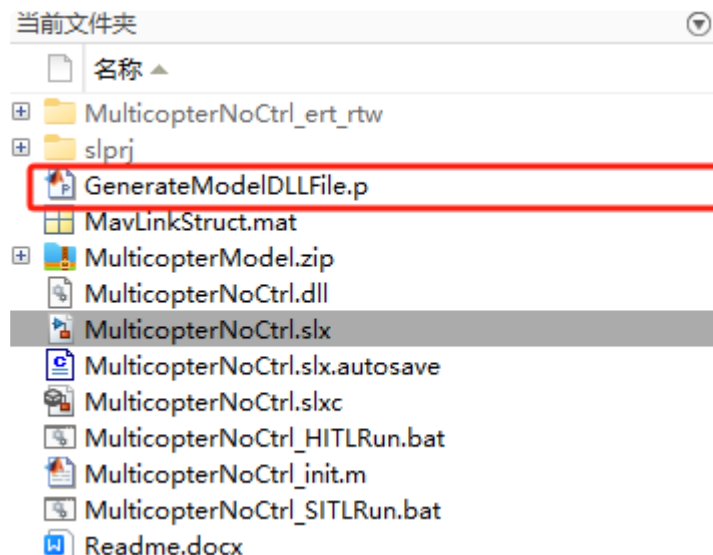 当前文件夹
名称
MulticopterNoCtrl_ert_rtw
slprj
GenerateModelDLLFile.p
MavLinkStruct.mat
MulticopterModel.zip
MulticopterNoCtrl.dll
MulticopterNoCtrl.slx
MulticopterNoCtrl.slx.autosave
MulticopterNoCtrl.slxc
MulticopterNoCtrl_HITLRun.bat
MulticopterNoCtrl_init.m
MulticopterNoCtrl_SITLRun.bat
Readme.docx